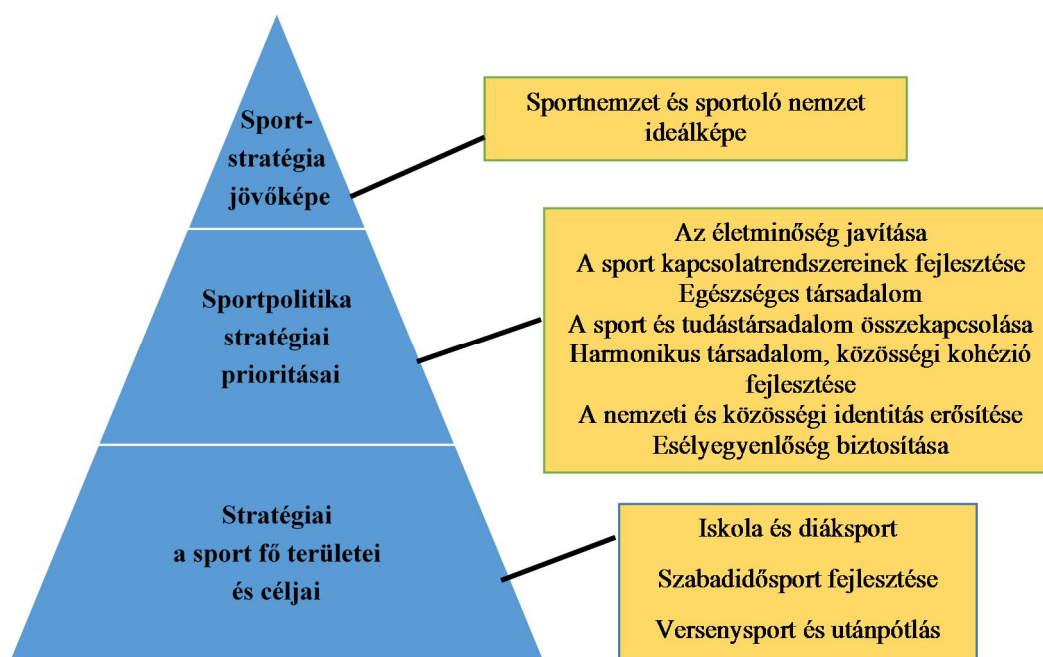 Sport-
stratégia
jövőképe
Sportnemzet és sportoló nemzet
ideálképe
Sportpolitika
stratégiai
prioritásai
Az életminőség javítása
A sport kapcsolatrendszereinek fejlesztése
Egészséges társadalom
A sport és tudástársadalom összekapcsolása
Harmonikus társadalom, közösségi kohézió
fejlesztése
A nemzeti és közösségi identitás erősítése
Esélyegyenlőség biztosítása
Stratégiai
a sport fő területei
és céljai
Iskola és diáksport
Szabadidősport fejlesztése
Versenysport és utánpótlás